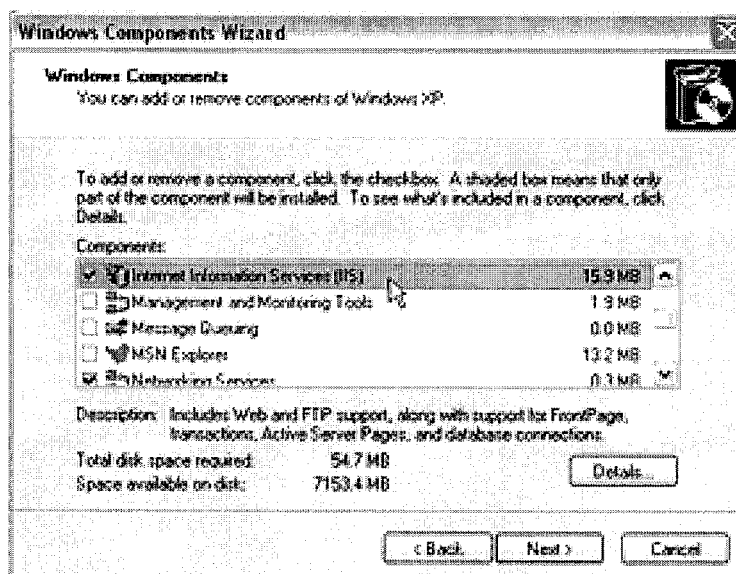 Windows Components Wizard
Windows Components
You can add or remove components of Windows XP.
To add or remove a component, click the checkbox. A shaded box means that only
part of the component will be installed. To see what's included in a component, click
Details.
Components:
Internet Information Services (IIS) 15.9 MB
Management and Monitoring Tools 1.9 MB
Message Queuing 0.0 MB
MSN Explorer 13.2 MB
Networking Services 0.3 MB
Description: Includes Web and FTP support, along with support for FrontPage,
transactions, Active Server Pages, and database connections.
Total disk space required: 54.7 MB
Space available on disk: 7153.4 MB
Details...
< Back
Next >
Cancel